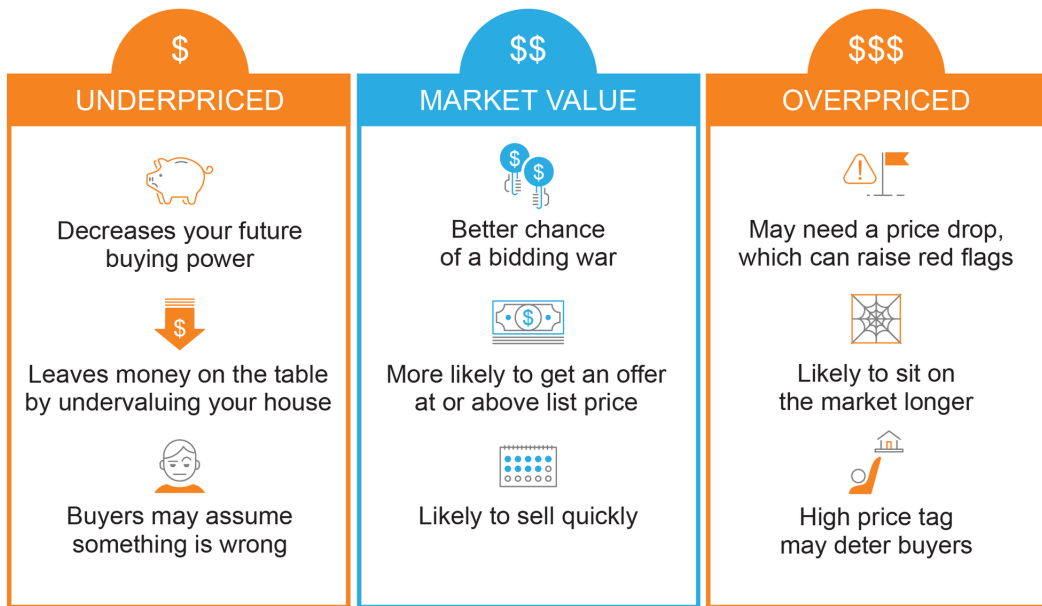 $
UNDERPRICED
$
Decreases your future
buying power
$
Leaves money on the table
by undervaluing your house
Buyers may assume
something is wrong
$$
MARKET VALUE
$ $
Better chance
of a bidding war
$
More likely to get an offer
at or above list price
Likely to sell quickly
$$$
OVERPRICED
!
May need a price drop,
which can raise red flags
Likely to sit on
the market longer
High price tag
may deter buyers